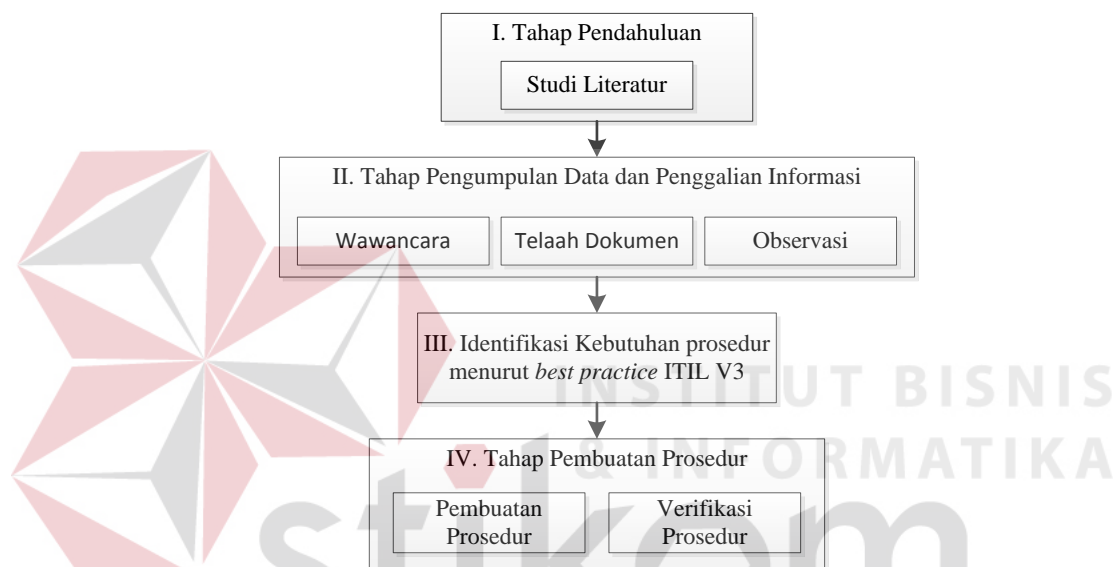 I. Tahap Pendahuluan
Studi Literatur
II. Tahap Pengumpulan Data dan Penggalian Informasi
Wawancara
Telaah Dokumen
Observasi
III. Identifikasi Kebutuhan prosedur
menurut best practice ITIL V3
INSTITUT BISNIS
& INFORMATIKA
IV. Tahap Pembuatan Prosedur
Pembuatan
Prosedur
Verifikasi
Prosedur
stikom